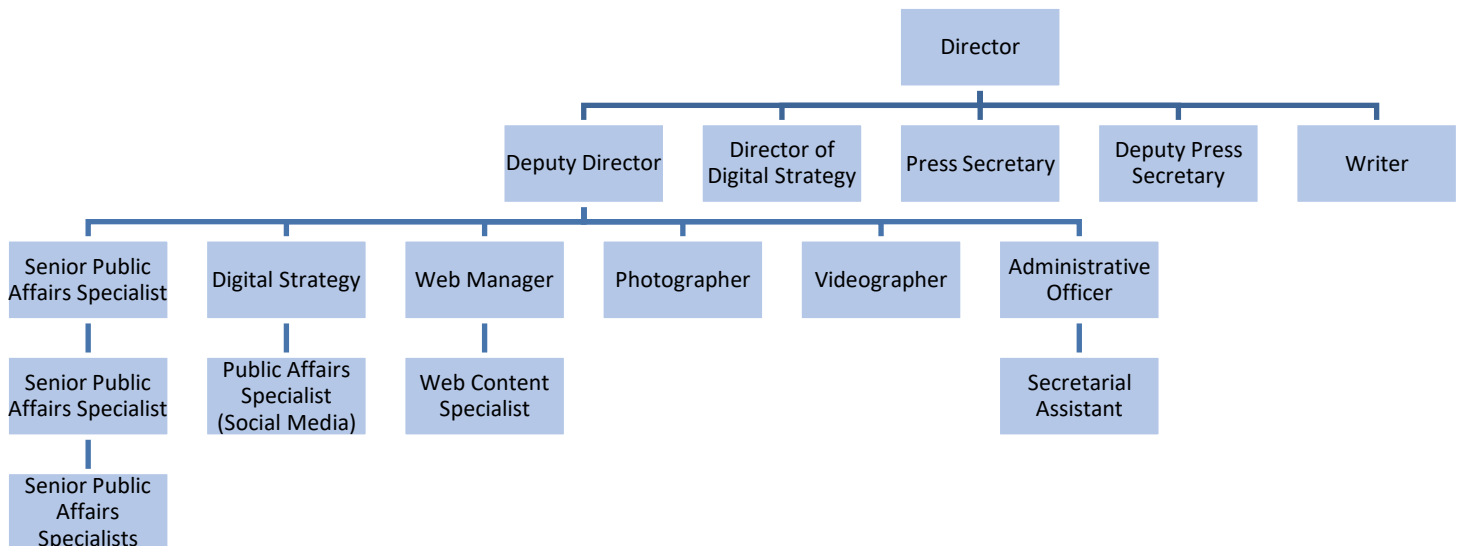 Director
Deputy Director
Director of
Digital Strategy
Press Secretary
Deputy Press
Secretary
Writer
Senior Public
Affairs Specialist
Digital Strategy
Web Manager
Photographer
Videographer
Administrative
Officer
Senior Public
Affairs Specialist
Public Affairs
Specialist
(Social Media)
Web Content
Specialist
Secretarial
Assistant
Senior Public
Affairs
Specialists